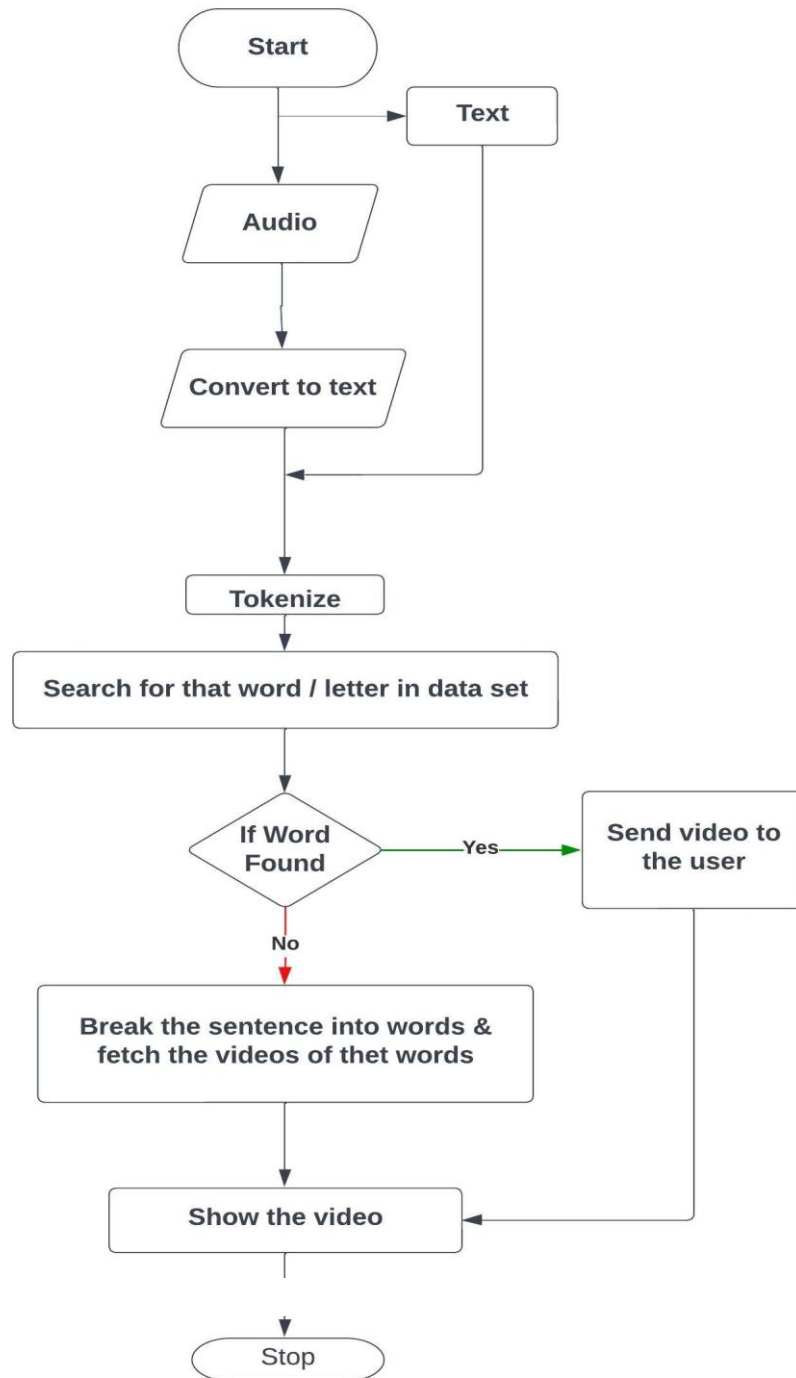 Start
Text
Audio
Convert to text
Tokenize
Search for that word / letter in data set
If Word
Found
Yes
Send video to
the user
No
Break the sentence into words &
fetch the videos of thet words
Show the video
Stop